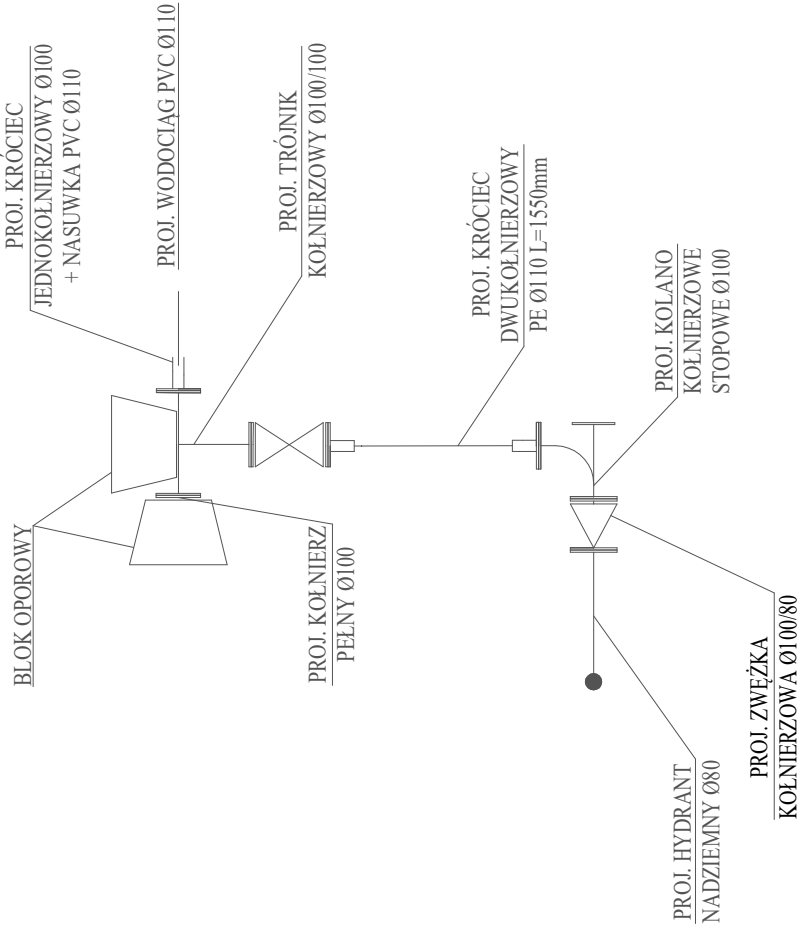 PROJ. KRÓCIEC
JEDNOKOŁNIERZOWY Ø100
+ NASUWKA PVC Ø110
PROJ. WODOCIĄG PVC Ø110
PROJ. TRÓJNIK
KOŁNIERZOWY Ø100/100
PROJ. KRÓCIEC
DWUKOŁNIERZOWY
PE Ø110 L=1550mm
PROJ. KOLANO
KOŁNIERZOWE
STOPOWE Ø100
BLOK OPOROWY
PROJ. KOŁNIERZ
PEŁNY Ø100
PROJ. HYDRANT
NADZIEMNY Ø80
PROJ. ZWĘŻKA
KOŁNIERZOWA Ø100/80